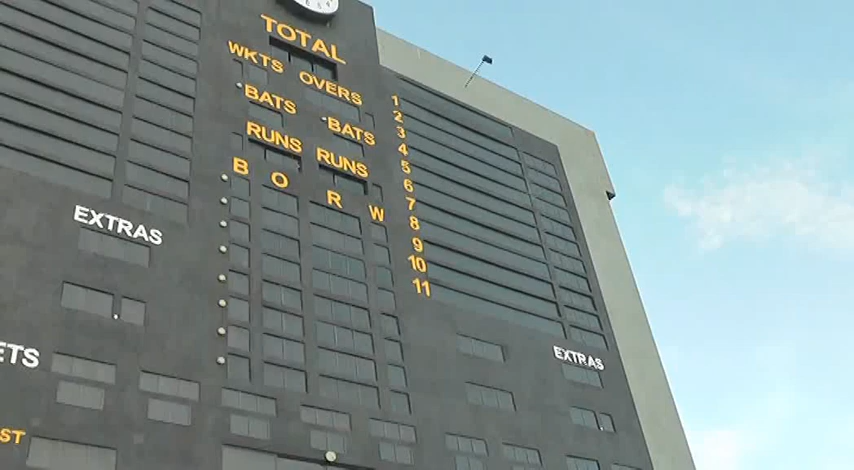 TOTAL
WKTS OVERS
BATS BATS
RUNS RUNS
B O R W
1
2
3
4
5
6
7
8
9
10
11
EXTRAS
EXTRAS
ETS
ST